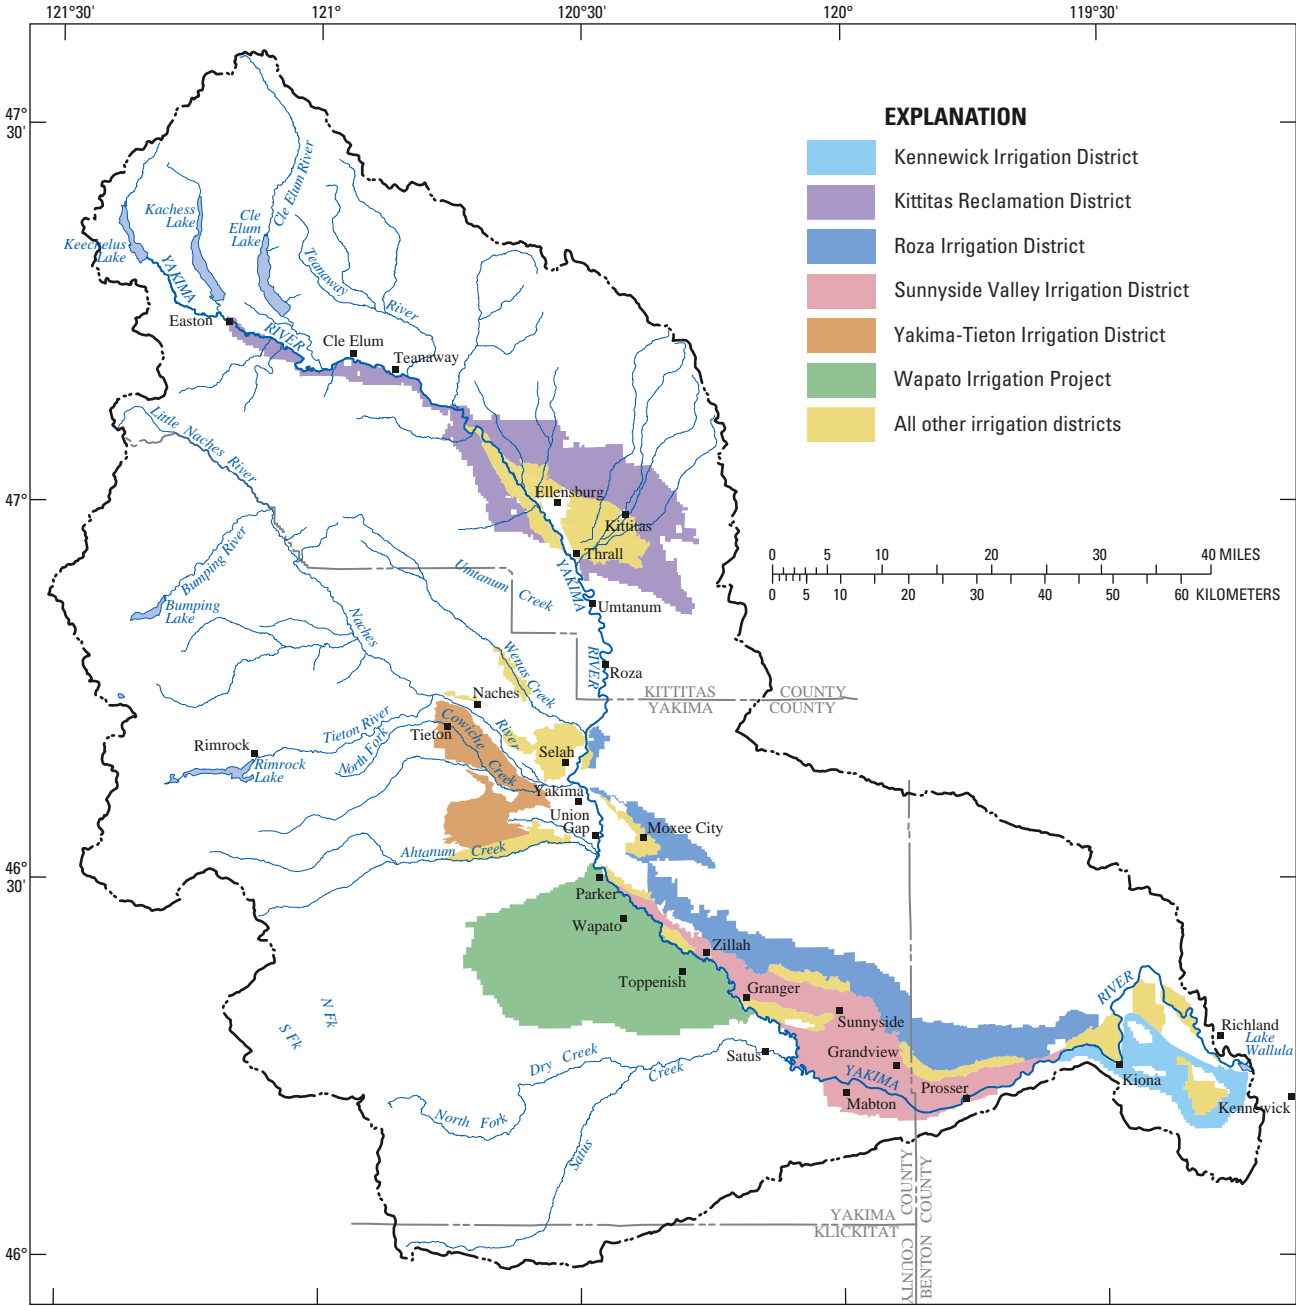 121°30'
121°
120°30'
120°
119°30'
47°
30'
47°
46°
30'
46°
EXPLANATION
Kennewick Irrigation District
Kittitas Reclamation District
Roza Irrigation District
Sunnyside Valley Irrigation District
Yakima-Tieton Irrigation District
Wapato Irrigation Project
All other irrigation districts
0 5 10 20 30 40 MILES
0 5 10 20 30 40 50 60 KILOMETERS
Cle Elum River
Kachess
Lake
Cle
Elum
Lake
Keechelus
Lake
YAKIMA
RIVER
Teanaway
River
Easton
Cle Elum
Teanaway
Little Naches River
Ellensburg
Kittitas
Thrall
YAKIMA
RIVER
Umtanum
Umtanum Creek
Bumping River
Bumping
Lake
Naches
River
Wenas Creek
Roza
KITTITAS COUNTY
YAKIMA COUNTY
Naches
Tieton
Cowiche
Creek
Tieton River
North Fork
Rimrock
Rimrock
Lake
Selah
Yakima
Union
Gap
Moxee City
Ahtanum Creek
Parker
Wapato
Zillah
Toppenish
Granger
Sunnyside
Grandview
Satus
YAKIMA
RIVER
Mabton
Prosser
Kiona
Richland
Lake
Wallula
Kennewick
N Fk
S Fk
Dry Creek
North Fork
Satus
Creek
YAKIMA COUNTY
KLICKITAT COUNTY
BENTON COUNTY